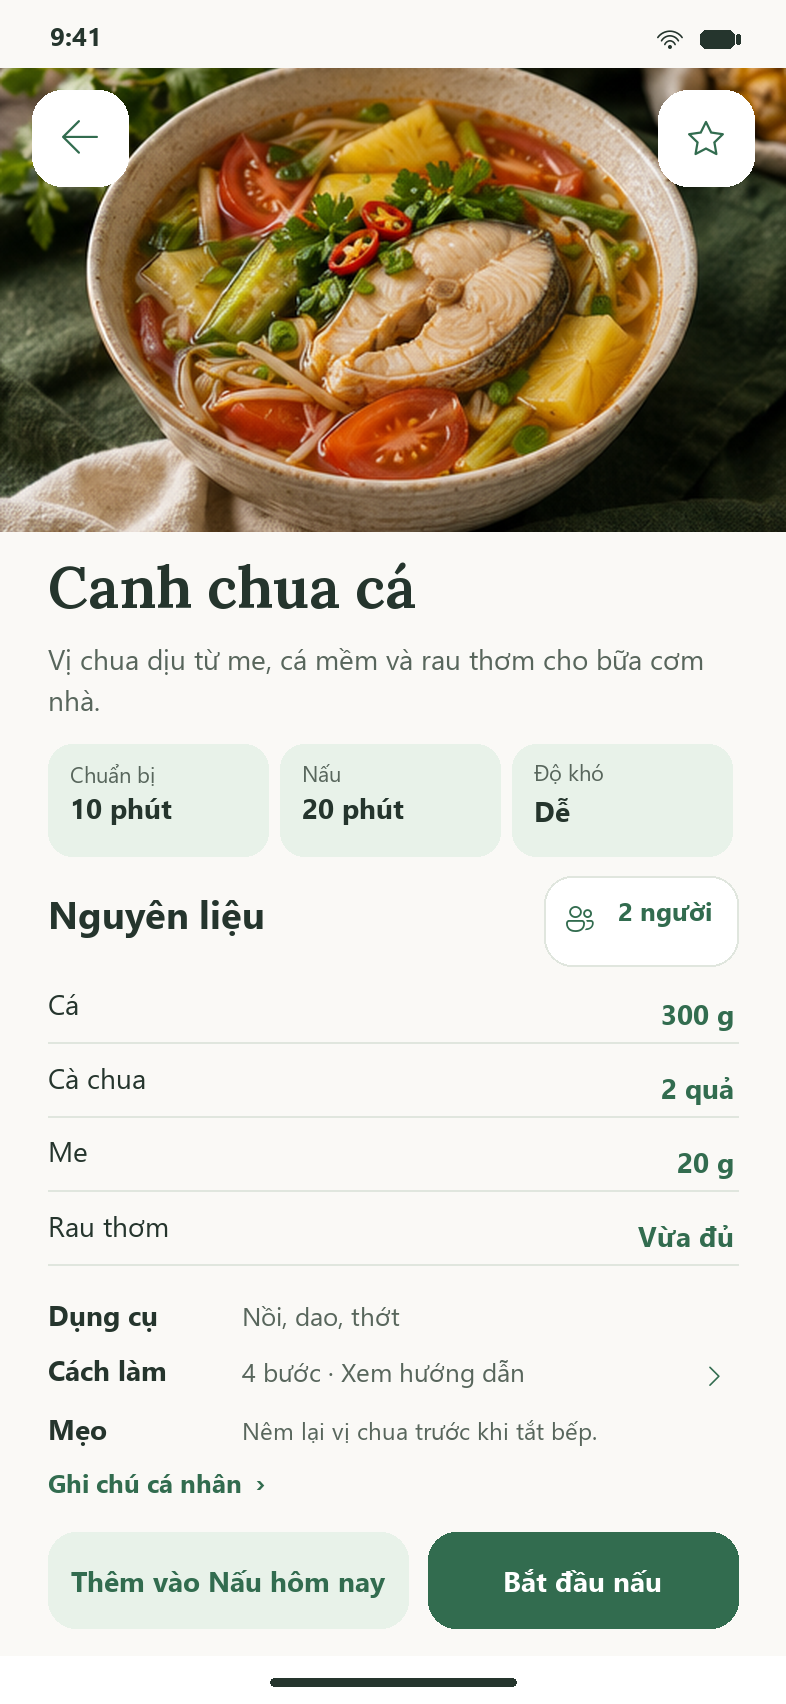 9:41
Canh chua cá
Vị chua dịu từ me, cá mềm và rau thơm cho bữa cơm
nhà.
Chuẩn bị
10 phút
Nấu
20 phút
Độ khó
Dễ
Nguyên liệu
2 người
Cá
300 g
Cà chua
2 quả
Me
20 g
Rau thơm
Vừa đủ
Dụng cụ
Nồi, dao, thớt
Cách làm
4 bước · Xem hướng dẫn
Mẹo
Nêm lại vị chua trước khi tắt bếp.
Ghi chú cá nhân ›
Thêm vào Nấu hôm nay
Bắt đầu nấu